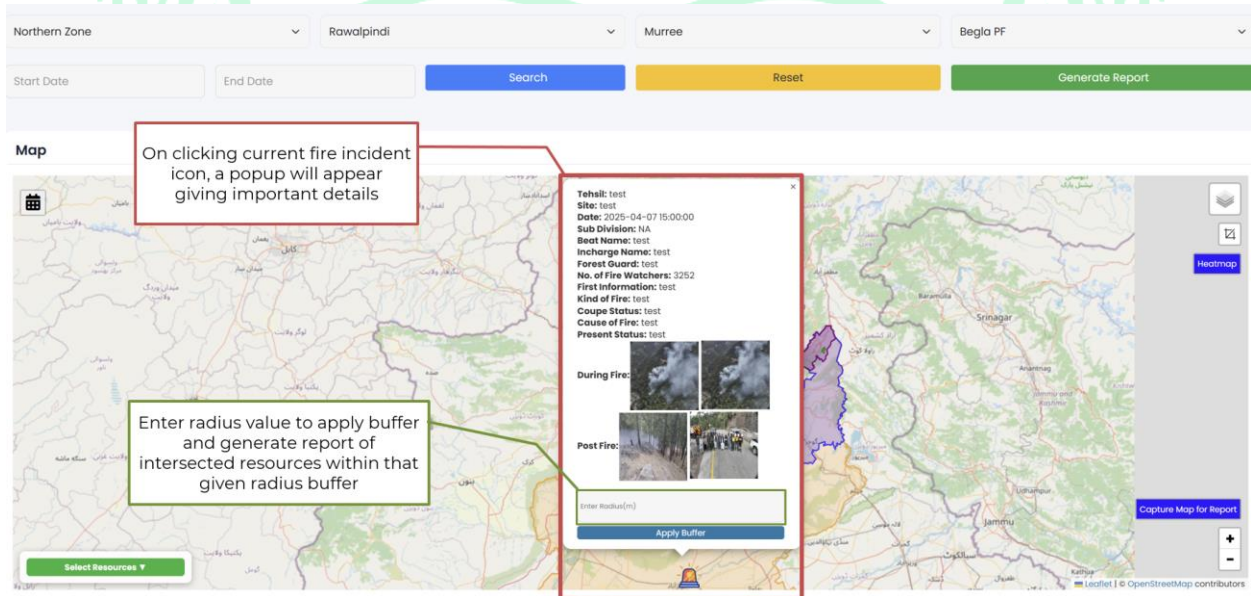 Northern Zone
Rawalpindi
Murree
Begla PF
Start Date
End Date
Search
Reset
Generate Report
Map
On clicking current fire incident
icon, a popup will appear
giving important details
Tehsil: test
Site: test
Date: 2025-04-07 15:00:00
Sub Division: NA
Beat Name: test
Incharge Name: test
Forest Guard: test
No. of Fire Watchers: 3252
First Information: test
Kind of Fire: test
Coupe Status: test
Cause of Fire: test
Present Status: test
During Fire:
Post Fire:
Enter Radius(m)
Apply Buffer
Enter radius value to apply buffer
and generate report of
intersected resources within that
given radius buffer
Heatmap
Baramulla
Srinagar
Anantnag
Jammu and
Kashmir
Udhampur
Jammu
Kathua
کابل
Capture Map for Report
+
−
Select Resources ▼
Leaflet | © OpenStreetMap contributors